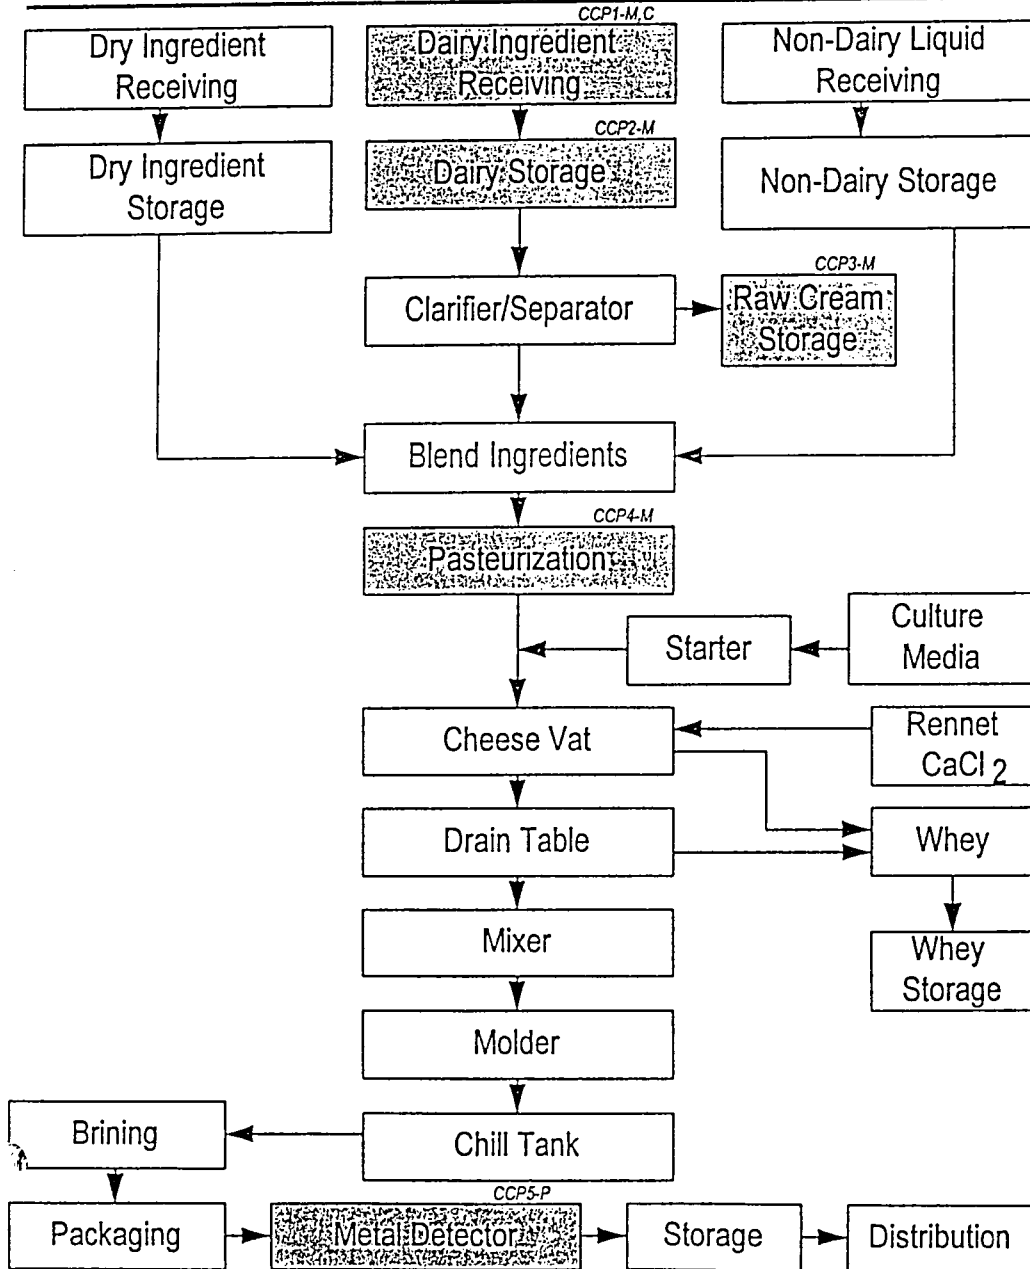 CCP1-M,C
Dry Ingredient
Receiving
Dairy Ingredient
Receiving
Non-Dairy Liquid
Receiving
CCP2-M
Dry Ingredient
Storage
Dairy Storage
Non-Dairy Storage
CCP3-M
Clarifier/Separator
Raw Cream
Storage
Blend Ingredients
CCP4-M
Pasteurization
Starter
Culture
Media
Cheese Vat
Rennet
CaCl 2
Drain Table
Whey
Mixer
Whey
Storage
Molder
Brining
Chill Tank
CCP5-P
Packaging
Metal Detector
Storage
Distribution